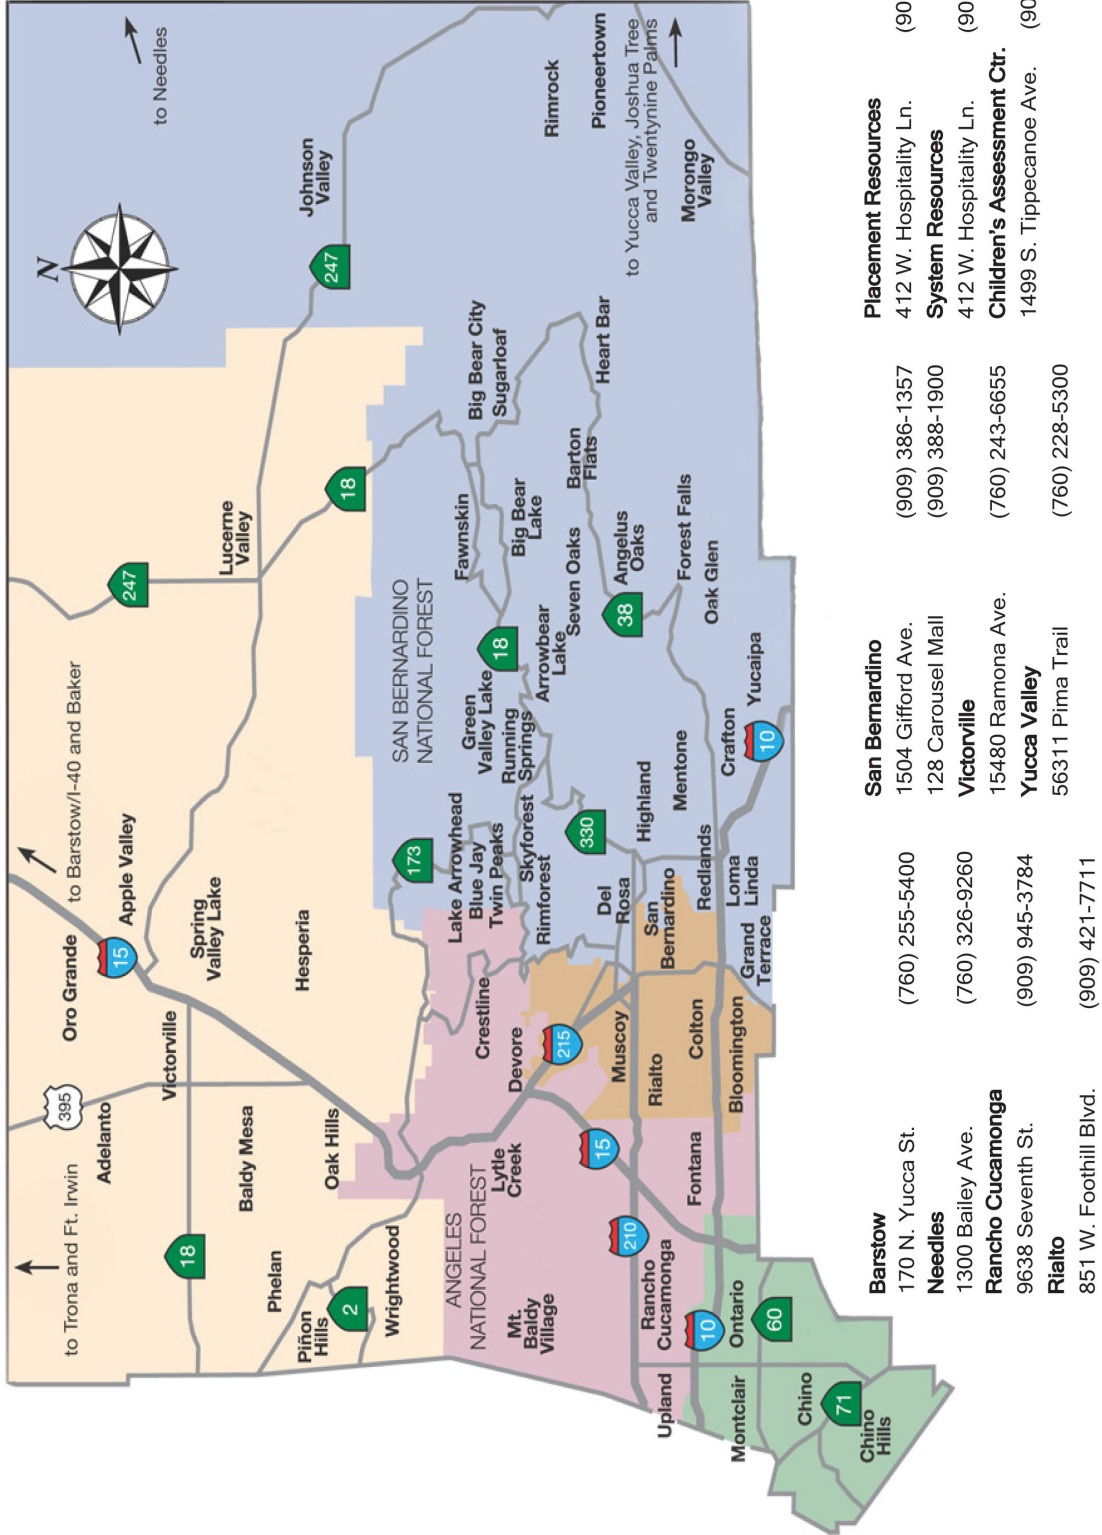 to Trona and Ft. Irwin
to Barstow/I-40 and Baker
to Needles
N
395
Adelanto
Oro Grande
15
Apple Valley
247
Victorville
Spring
Valley Lake
Lucerne
Valley
18
Baldy Mesa
Hesperia
18
247
Johnson
Valley
Phelan
Oak Hills
Piñon
Hills
2
Wrightwood
SAN BERNARDINO
NATIONAL FOREST
173
ANGELES
NATIONAL FOREST
Mt.
Baldy
Village
Lytle
Creek
Devore
Crestline
Lake Arrowhead
Blue Jay
Twin Peaks
Skyforest
Rimforest
Green
Valley Lake
Running
Springs
18
Fawnskin
Big Bear
Lake
Big Bear City
Sugarloaf
Arrowbear
Lake
Seven Oaks
Barton
Flats
Heart Bar
Rimrock
Pioneertown
to Yucca Valley, Joshua Tree
and Twentynine Palms
Morongo
Valley
215
330
15
210
Muscoy
Del
Rosa
Highland
38
Angelus
Oaks
Forest Falls
Oak Glen
Rancho
Cucamonga
Upland
Fontana
Rialto
Colton
San
Bernardino
Mentone
Redlands
Crafton
Yucaipa
10
10
Ontario
Montclair
Bloomington
Grand
Terrace
Loma
Linda
60
Chino
71
Chino
Hills
Barstow
170 N. Yucca St. (760) 255-5400
Needles
1300 Bailey Ave. (760) 326-9260
Rancho Cucamonga
9638 Seventh St. (909) 945-3784
Rialto
851 W. Foothill Blvd. (909) 421-7711
San Bernardino
1504 Gifford Ave. (909) 386-1357
128 Carousel Mall (909) 388-1900
Victorville
15480 Ramona Ave. (760) 243-6655
Yucca Valley
56311 Pima Trail (760) 228-5300
Placement Resources
412 W. Hospitality Ln. (90
System Resources
412 W. Hospitality Ln. (90
Children's Assessment Ctr.
1499 S. Tippecanoe Ave. (90